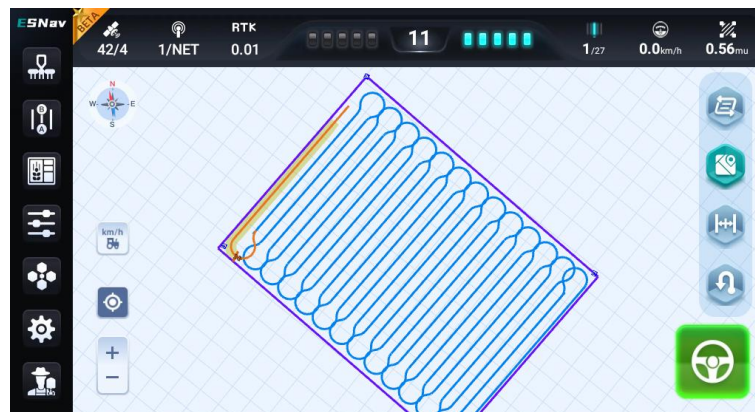 ESNav
BETA
42/4
1/NET
RTK
0.01
11
1/27
0.0km/h
0.56mu
B
A
N
W
E
S
km/h
+
−